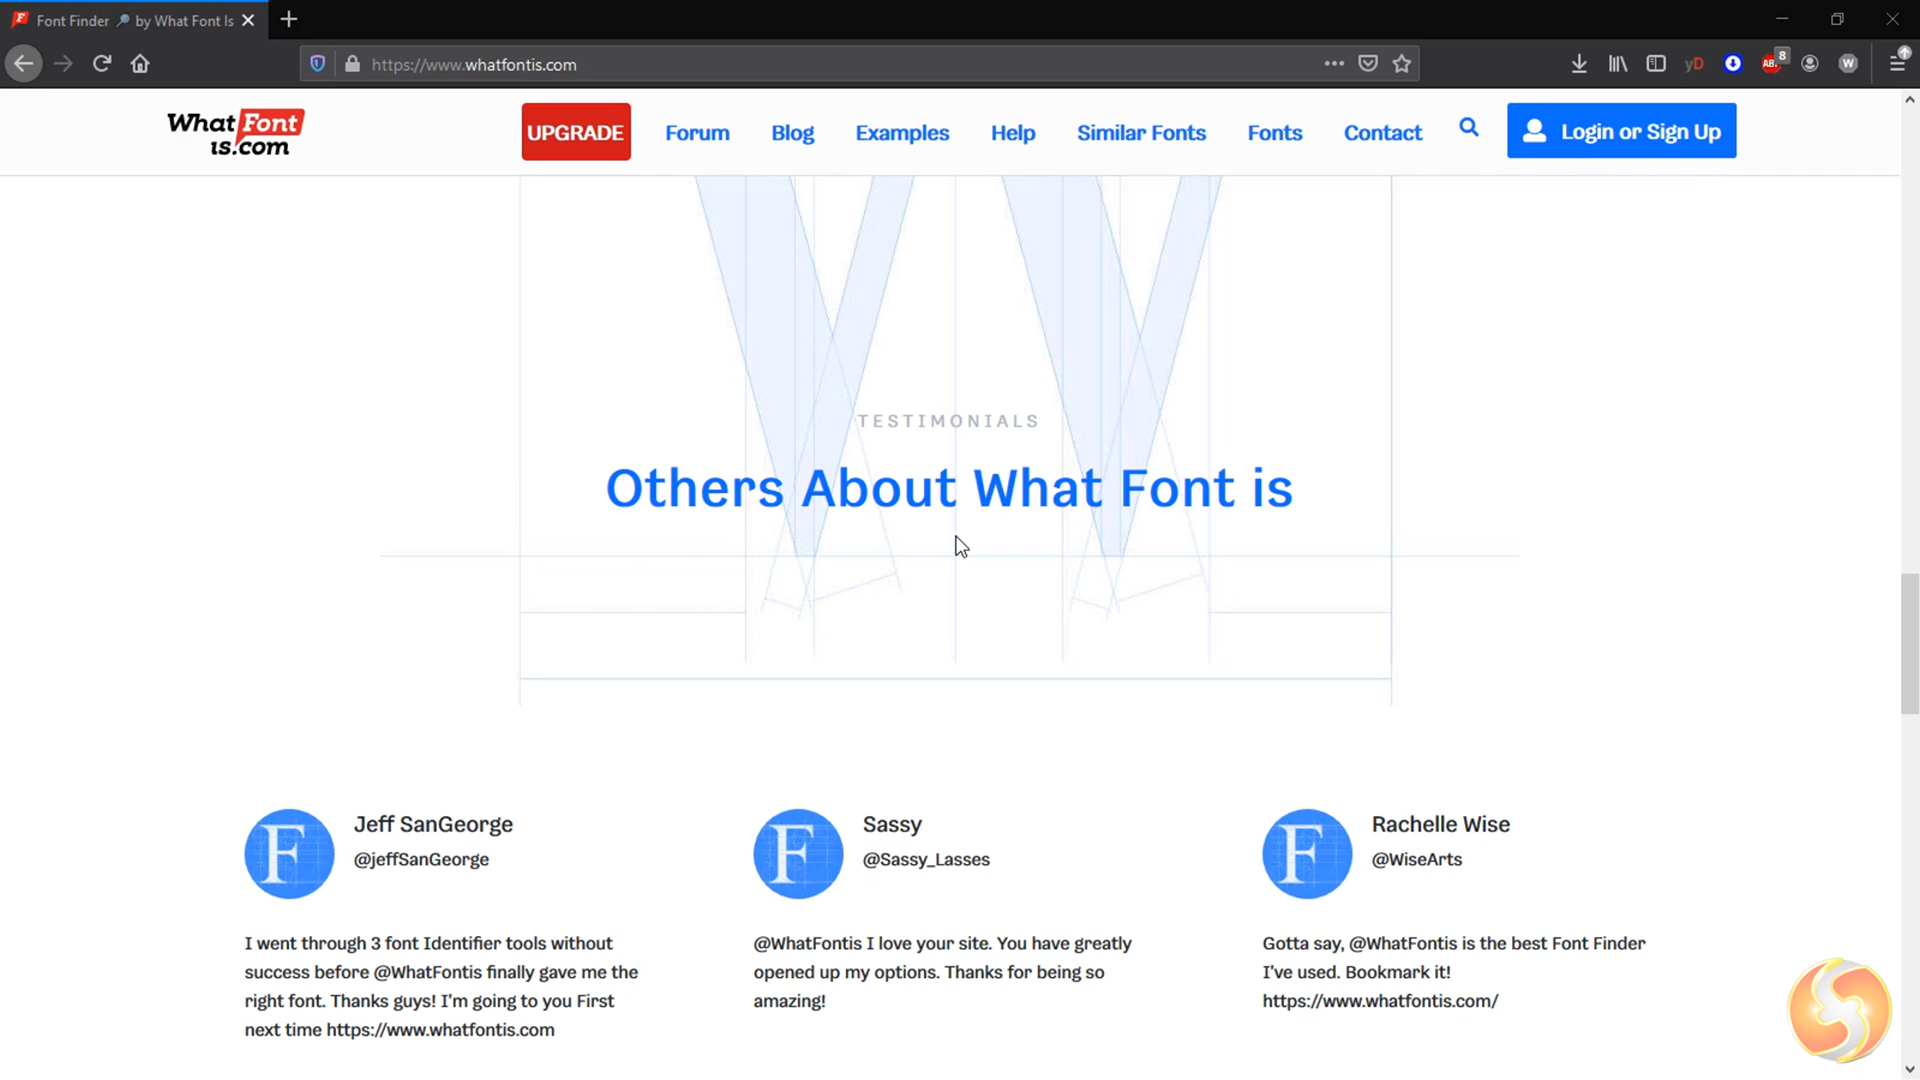 Font Finder 🔎 by What Font Is
https://www.whatfontis.com
yD
ABP
8
W
What Font is.com
UPGRADE
Forum
Blog
Examples
Help
Similar Fonts
Fonts
Contact
Login or Sign Up
TESTIMONIALS
Others About What Font is
F
Jeff SanGeorge
@jeffSanGeorge
I went through 3 font Identifier tools without
success before @WhatFontis finally gave me the
right font. Thanks guys! I'm going to you First
next time https://www.whatfontis.com
F
Sassy
@Sassy_Lasses
@WhatFontis I love your site. You have greatly
opened up my options. Thanks for being so
amazing!
F
Rachelle Wise
@WiseArts
Gotta say, @WhatFontis is the best Font Finder
I've used. Bookmark it!
https://www.whatfontis.com/